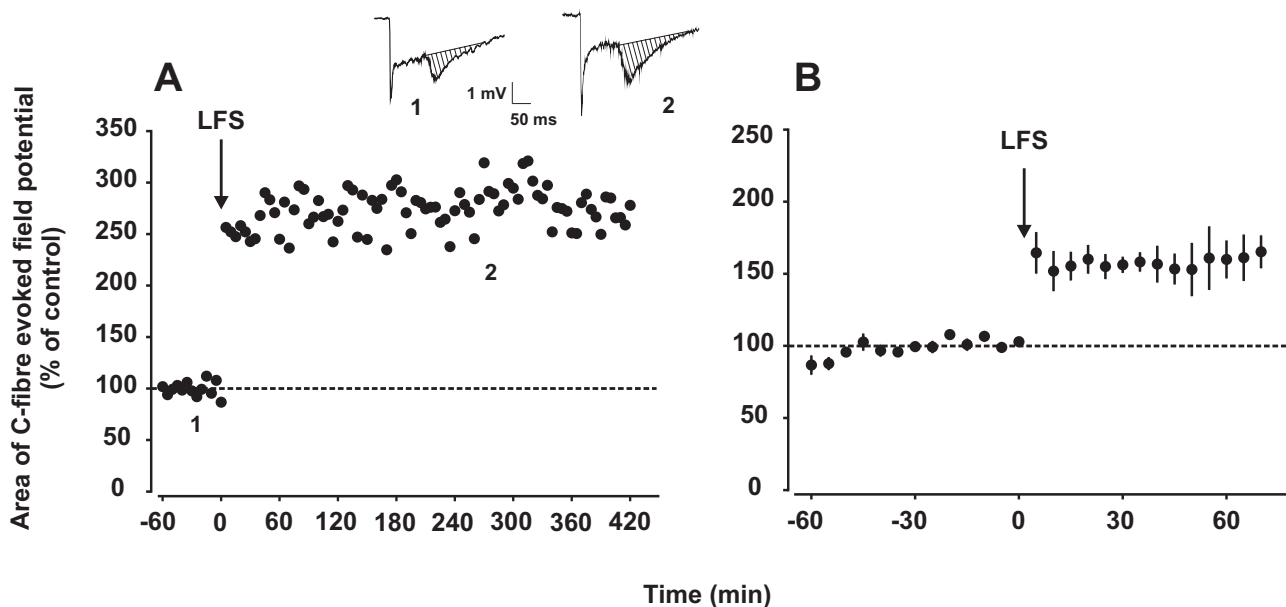 A
B
1
1 mV
50 ms
2
LFS
350
300
250
200
150
100
50
0
2
1
-60 0 60 120 180 240 300 360 420
LFS
250
200
150
100
50
0
-60 -30 0 30 60
Area of C-fibre evoked field potential
(% of control)
Time (min)